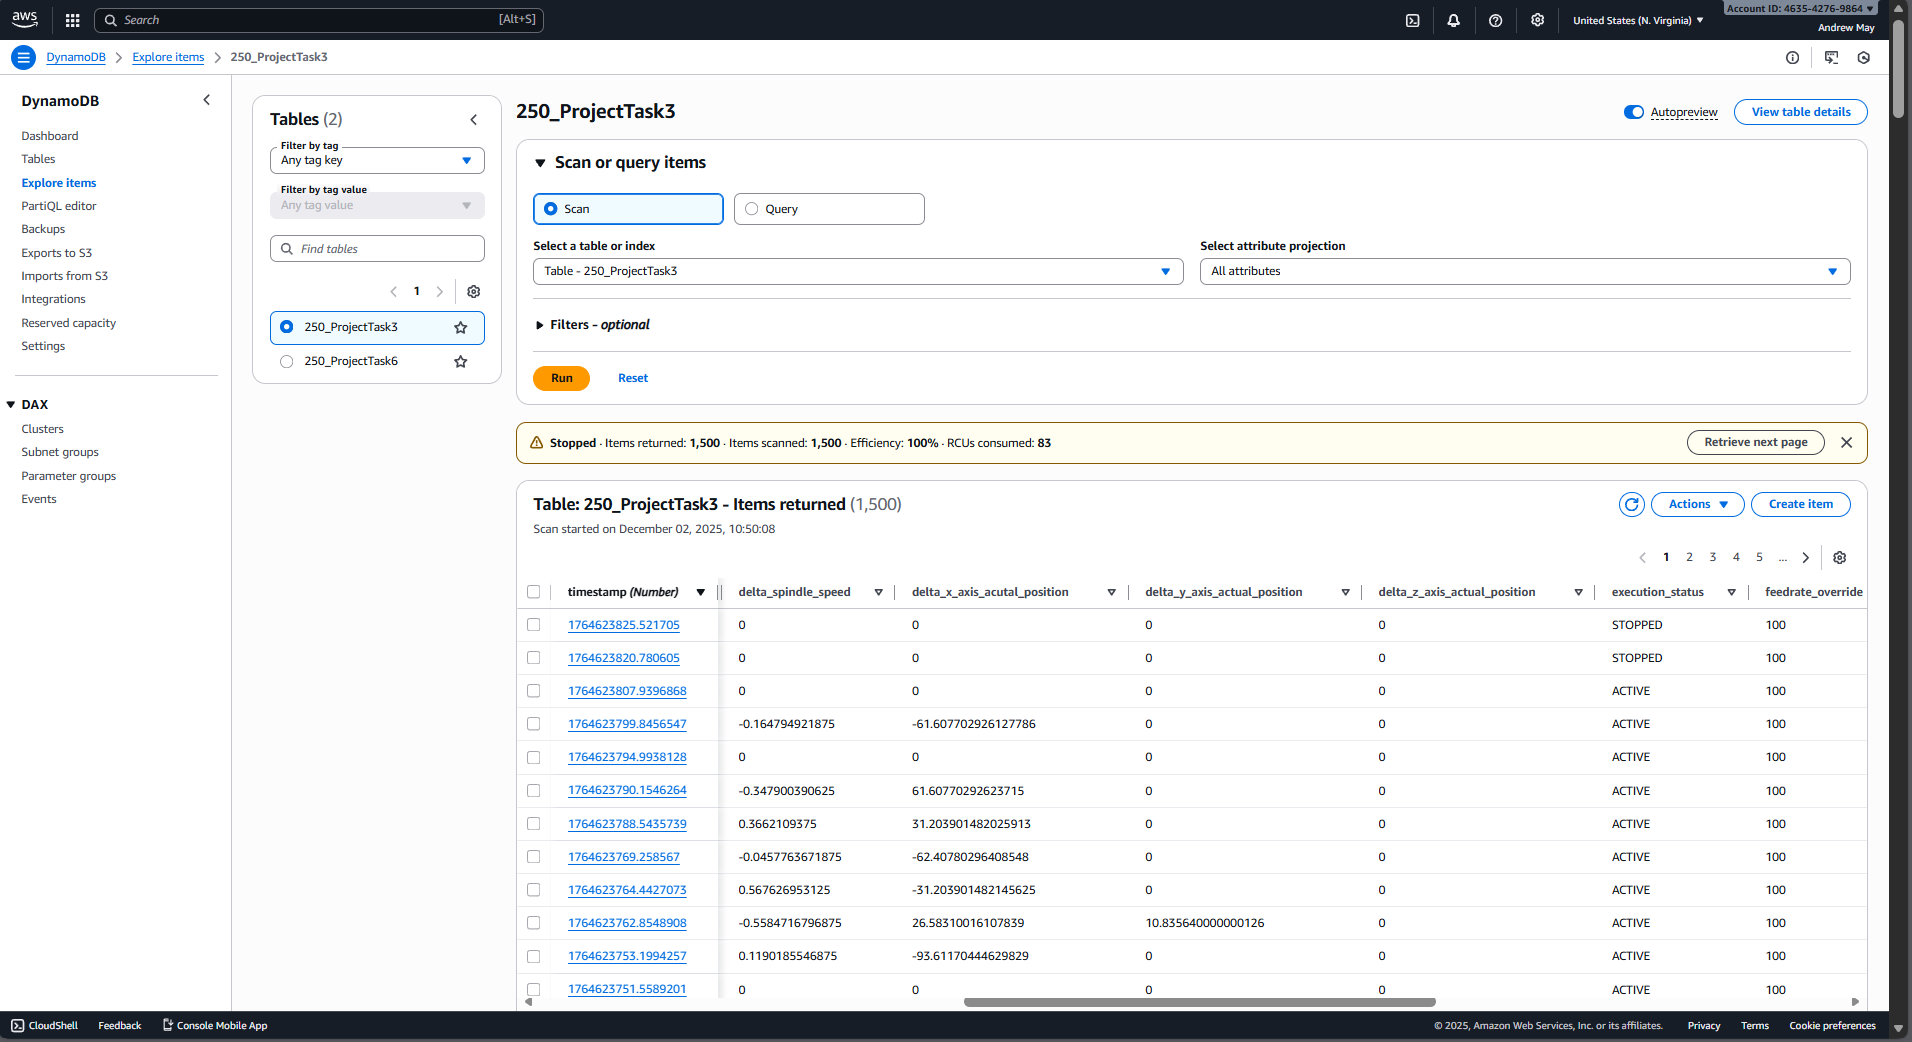 aws
Search
[Alt+S]
United States (N. Virginia)
Account ID: 4635-4276-9864
Andrew May
DynamoDB
Explore items
250_ProjectTask3
DynamoDB
Dashboard
Tables
Explore items
PartiQL editor
Backups
Exports to S3
Imports from S3
Integrations
Reserved capacity
Settings
DAX
Clusters
Subnet groups
Parameter groups
Events
Tables (2)
Filter by tag
Any tag key
Filter by tag value
Any tag value
Find tables
1
250_ProjectTask3
250_ProjectTask6
250_ProjectTask3
Autopreview
View table details
Scan or query items
Scan
Query
Select a table or index
Table - 250_ProjectTask3
Select attribute projection
All attributes
Filters - optional
Run
Reset
Stopped · Items returned: 1,500 · Items scanned: 1,500 · Efficiency: 100% · RCUs consumed: 83
Retrieve next page
Table: 250_ProjectTask3 - Items returned (1,500)
Scan started on December 02, 2025, 10:50:08
Actions
Create item
1 2 3 4 5 ...
timestamp (Number) delta_spindle_speed delta_x_axis_acutal_position delta_y_axis_actual_position delta_z_axis_actual_position execution_status feedrate_override
1764623825.521705 0 0 0 0 STOPPED 100
1764623820.780605 0 0 0 0 STOPPED 100
1764623807.9396868 0 0 0 0 ACTIVE 100
1764623799.8456547 -0.164794921875 -61.607702926127786 0 0 ACTIVE 100
1764623794.9938128 0 0 0 0 ACTIVE 100
1764623790.1546264 -0.347900390625 61.60770292623715 0 0 ACTIVE 100
1764623788.5435739 0.3662109375 31.203901482025913 0 0 ACTIVE 100
1764623769.258567 -0.0457763671875 -62.40780296408548 0 0 ACTIVE 100
1764623764.4427073 0.567626953125 -31.203901482145625 0 0 ACTIVE 100
1764623762.8548908 -0.5584716796875 26.58310016107839 10.835640000000126 0 ACTIVE 100
1764623753.1994257 0.1190185546875 -93.61170444629829 0 0 ACTIVE 100
1764623751.5589201 0 0 0 0 ACTIVE 100
CloudShell
Feedback
Console Mobile App
© 2025, Amazon Web Services, Inc. or its affiliates.
Privacy
Terms
Cookie preferences